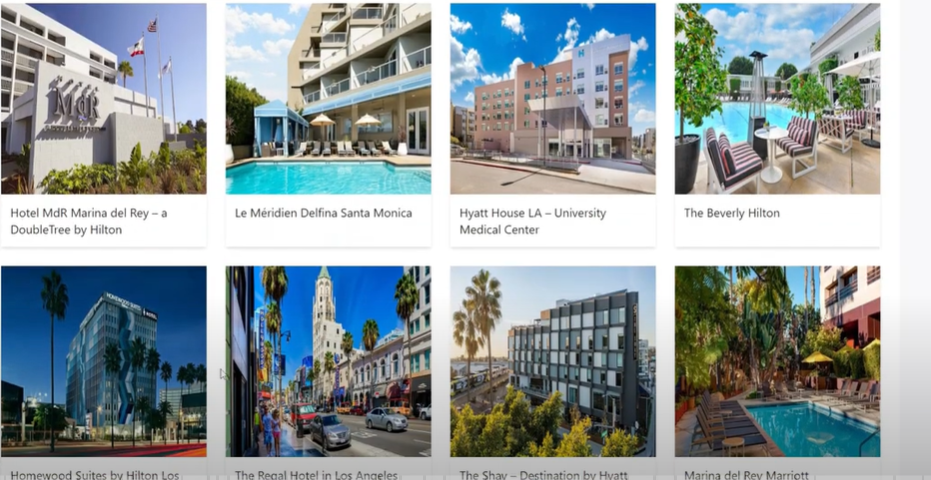 MdR
Hotel MdR Marina del Rey – a
DoubleTree by Hilton
Le Méridien Delfina Santa Monica
Hyatt House LA – University
Medical Center
The Beverly Hilton
HOMEWOOD SUITES
Homewood Suites by Hilton Los
The Regal Hotel in Los Angeles
The Shay – Destination by Hyatt
Marina del Rey Marriott